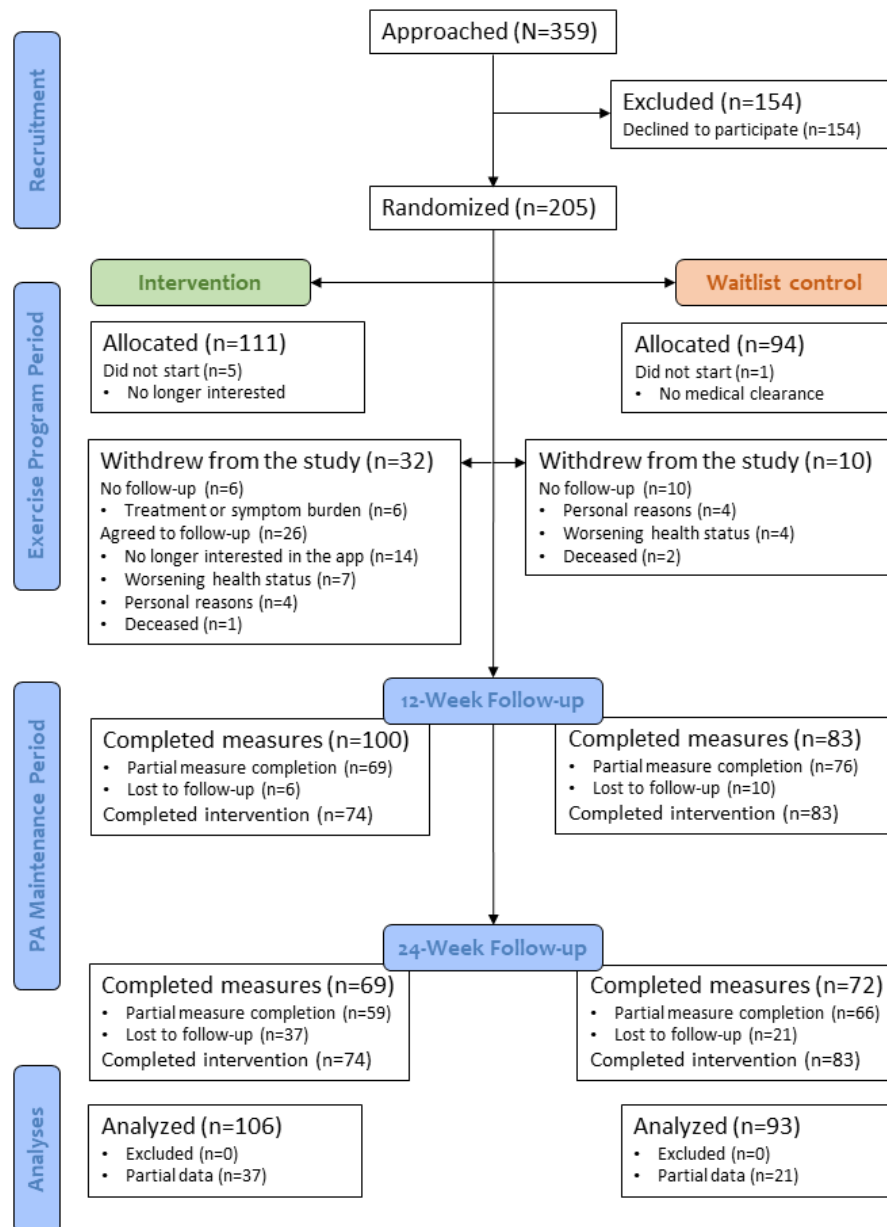 Approached (N=359)
Recruitment
Excluded (n=154)
Declined to participate (n=154)
Randomized (n=205)
Exercise Program Period
Intervention
Waitlist control
Allocated (n=111)
Did not start (n=5)
• No longer interested
Allocated (n=94)
Did not start (n=1)
• No medical clearance
Withdrew from the study (n=32)
No follow-up (n=6)
• Treatment or symptom burden (n=6)
Agreed to follow-up (n=26)
• No longer interested in the app (n=14)
• Worsening health status (n=7)
• Personal reasons (n=4)
• Deceased (n=1)
Withdrew from the study (n=10)
No follow-up (n=10)
• Personal reasons (n=4)
• Worsening health status (n=4)
• Deceased (n=2)
PA Maintenance Period
12-Week Follow-up
Completed measures (n=100)
• Partial measure completion (n=69)
• Lost to follow-up (n=6)
Completed intervention (n=74)
Completed measures (n=83)
• Partial measure completion (n=76)
• Lost to follow-up (n=10)
Completed intervention (n=83)
24-Week Follow-up
Completed measures (n=69)
• Partial measure completion (n=59)
• Lost to follow-up (n=37)
Completed intervention (n=74)
Completed measures (n=72)
• Partial measure completion (n=66)
• Lost to follow-up (n=21)
Completed intervention (n=83)
Analyses
Analyzed (n=106)
• Excluded (n=0)
• Partial data (n=37)
Analyzed (n=93)
• Excluded (n=0)
• Partial data (n=21)